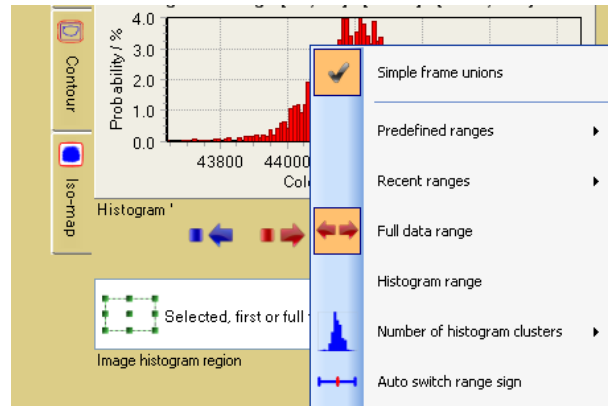 Contour
Iso-map
Probability / %
4.0
3.0
2.0
1.0
0.0
43800
44000
Histogram '
Selected, first or full
Image histogram region
Simple frame unions
Predefined ranges
Recent ranges
Full data range
Histogram range
Number of histogram clusters
Auto switch range sign